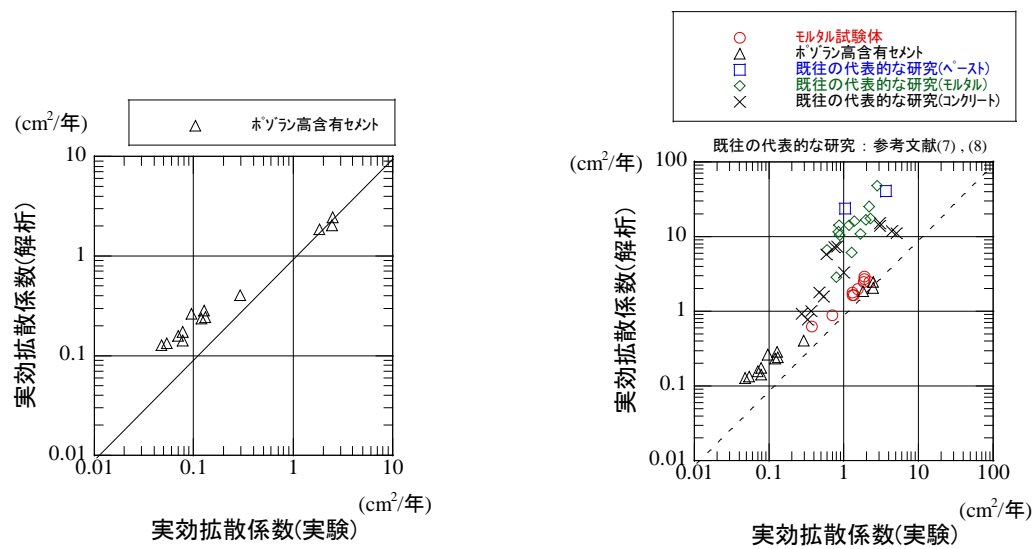 (cm²/年)
△ ﾎﾟｿﾞﾗﾝ高含有ｾﾒﾝﾄ
10
1
0.1
0.01
0.01 0.1 1 10
(cm²/年)
実効拡散係数(解析)
実効拡散係数(実験)
○ ﾓﾙﾀﾙ試験体
△ ﾎﾟｿﾞﾗﾝ高含有ｾﾒﾝﾄ
□ 既往の代表的な研究(ﾍﾟｰｽﾄ)
◇ 既往の代表的な研究(ﾓﾙﾀﾙ)
× 既往の代表的な研究(ｺﾝｸﾘｰﾄ)
既往の代表的な研究 : 参考文献(7) , (8)
(cm²/年)
100
10
1
0.1
0.01
0.01 0.1 1 10 100
(cm²/年)
実効拡散係数(解析)
実効拡散係数(実験)